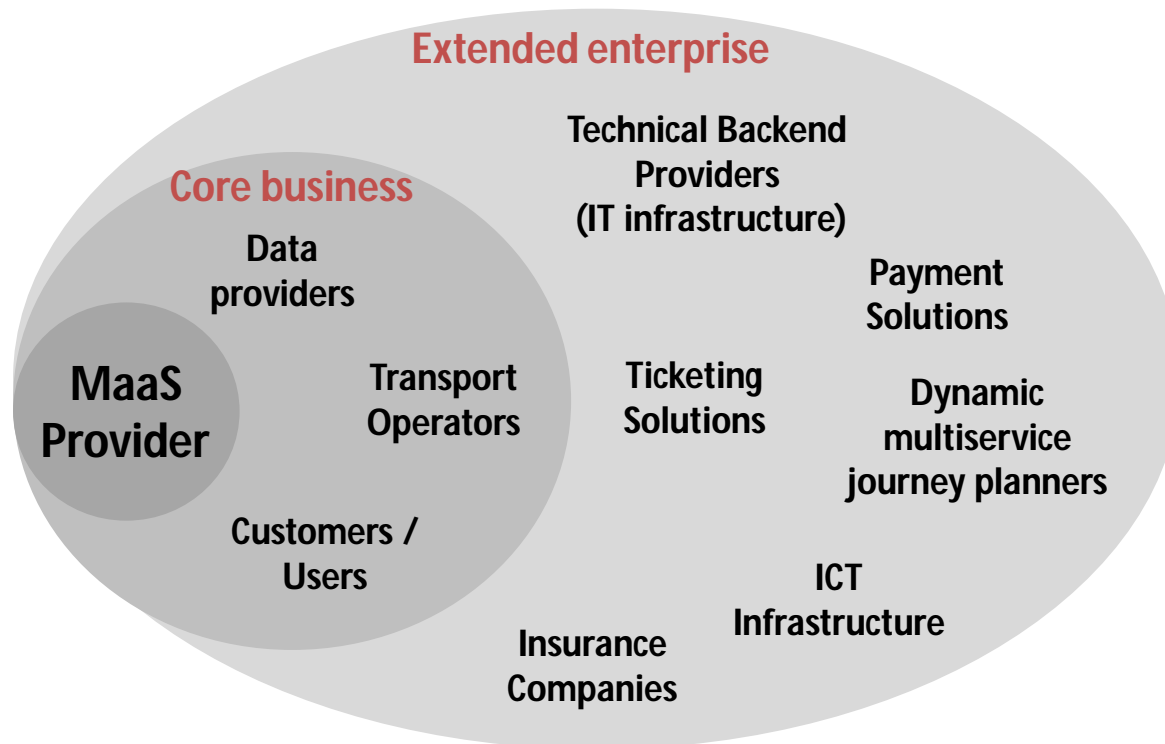 Extended enterprise
Technical Backend
Providers
(IT infrastructure)
Core business
Data
providers
Payment
Solutions
MaaS
Provider
Transport
Operators
Ticketing
Solutions
Dynamic
multiservice
journey planners
Customers /
Users
ICT
Infrastructure
Insurance
Companies